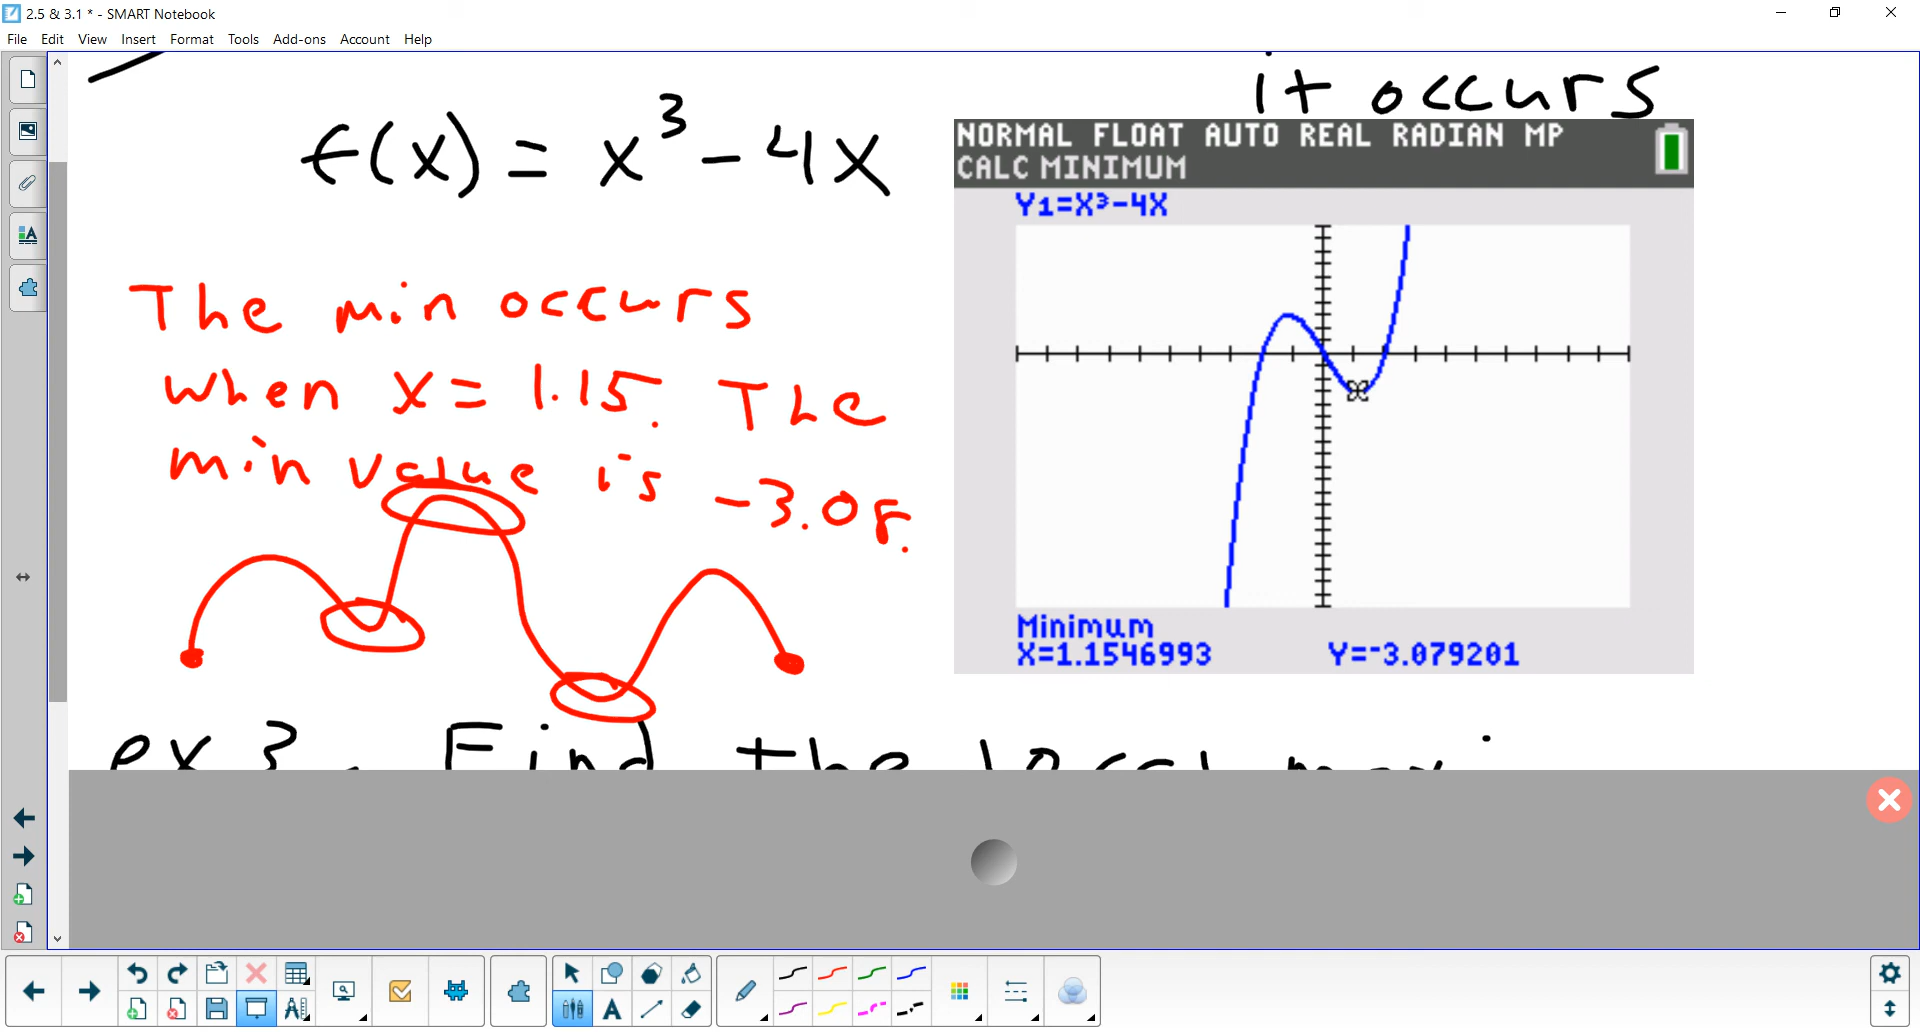 2.5 & 3.1 * - SMART Notebook
File Edit View Insert Format Tools Add-ons Account Help
it occurs
f(x) = x³ - 4x
NORMAL FLOAT AUTO REAL RADIAN MP
CALC MINIMUM
Y1=X³-4X
The min occurs
when x = 1.15. The
min value is -3.08.
Minimum
X=1.1546993 Y=-3.079201
ex 3. Find the local max